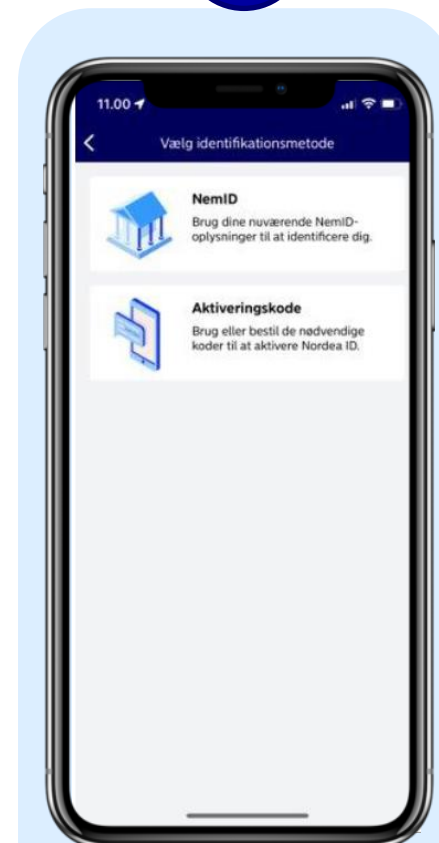 11.00
Vælg identifikationsmetode
NemID
Brug dine nuværende NemID-
oplysninger til at identificere dig.
Aktiveringskode
Brug eller bestil de nødvendige
koder til at aktivere Nordea ID.